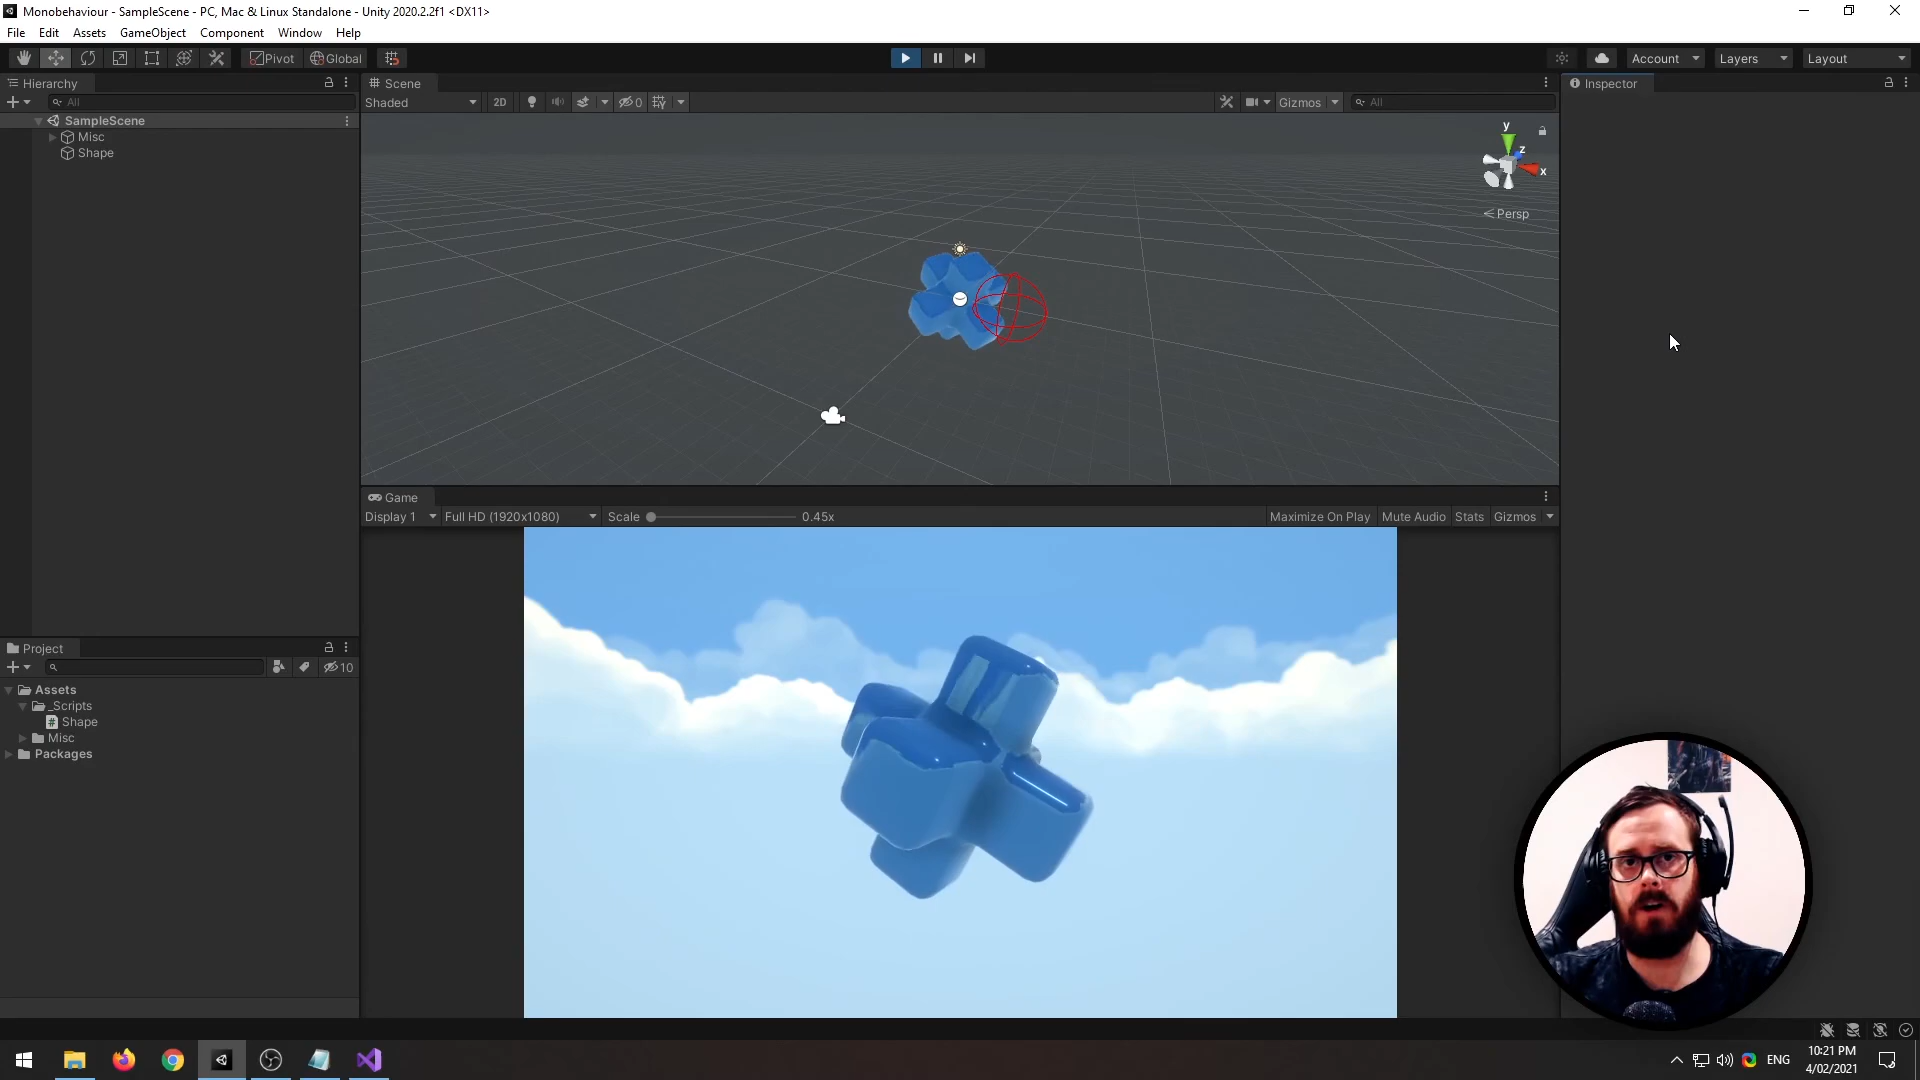 Monobehaviour - SampleScene - PC, Mac & Linux Standalone - Unity 2020.2.2f1 <DX11>
File Edit Assets GameObject Component Window Help
Pivot Global Account Layers Layout
Hierarchy
All
SampleScene
Misc
Shape
Scene
Shaded 2D 0 Gizmos All
y
z
x
Persp
Inspector
Game
Display 1 Full HD (1920x1080) Scale 0.45x Maximize On Play Mute Audio Stats Gizmos
Project
10
Assets
_Scripts
Shape
Misc
Packages
ENG
10:21 PM
4/02/2021